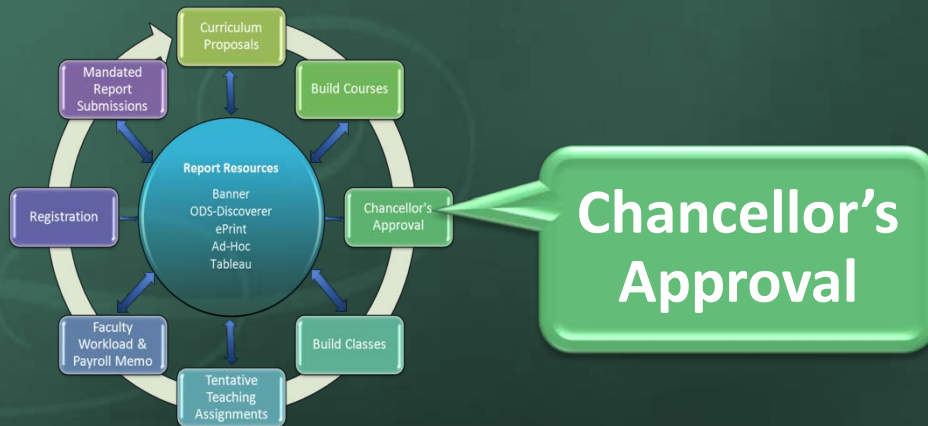 Curriculum
Proposals
Mandated
Report
Submissions
Build Courses
Report Resources
Banner
ODS-Discoverer
ePrint
Ad-Hoc
Tableau
Registration
Chancellor's
Approval
Chancellor’s
Approval
Faculty
Workload &
Payroll Memo
Build Classes
Tentative
Teaching
Assignments